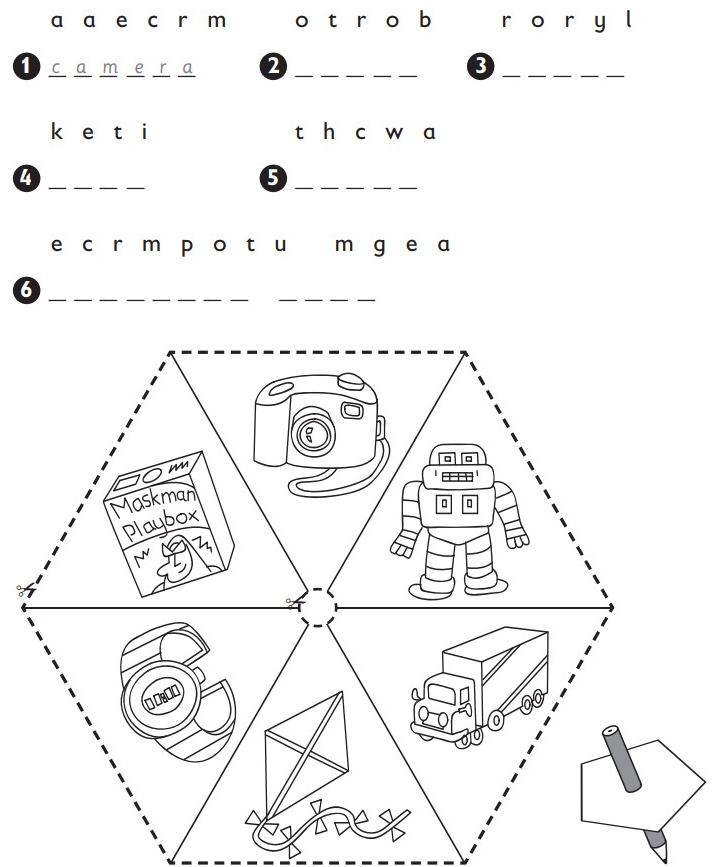 a a e c r m o t r o b r o r y l
1 c a m e r a 2 _ _ _ _ _ 3 _ _ _ _ _
k e t i t h c w a
4 _ _ _ _ 5 _ _ _ _ _
e c r m p o t u m g e a
6 _ _ _ _ _ _ _ _ _ _ _ _
Maskman
Playbox